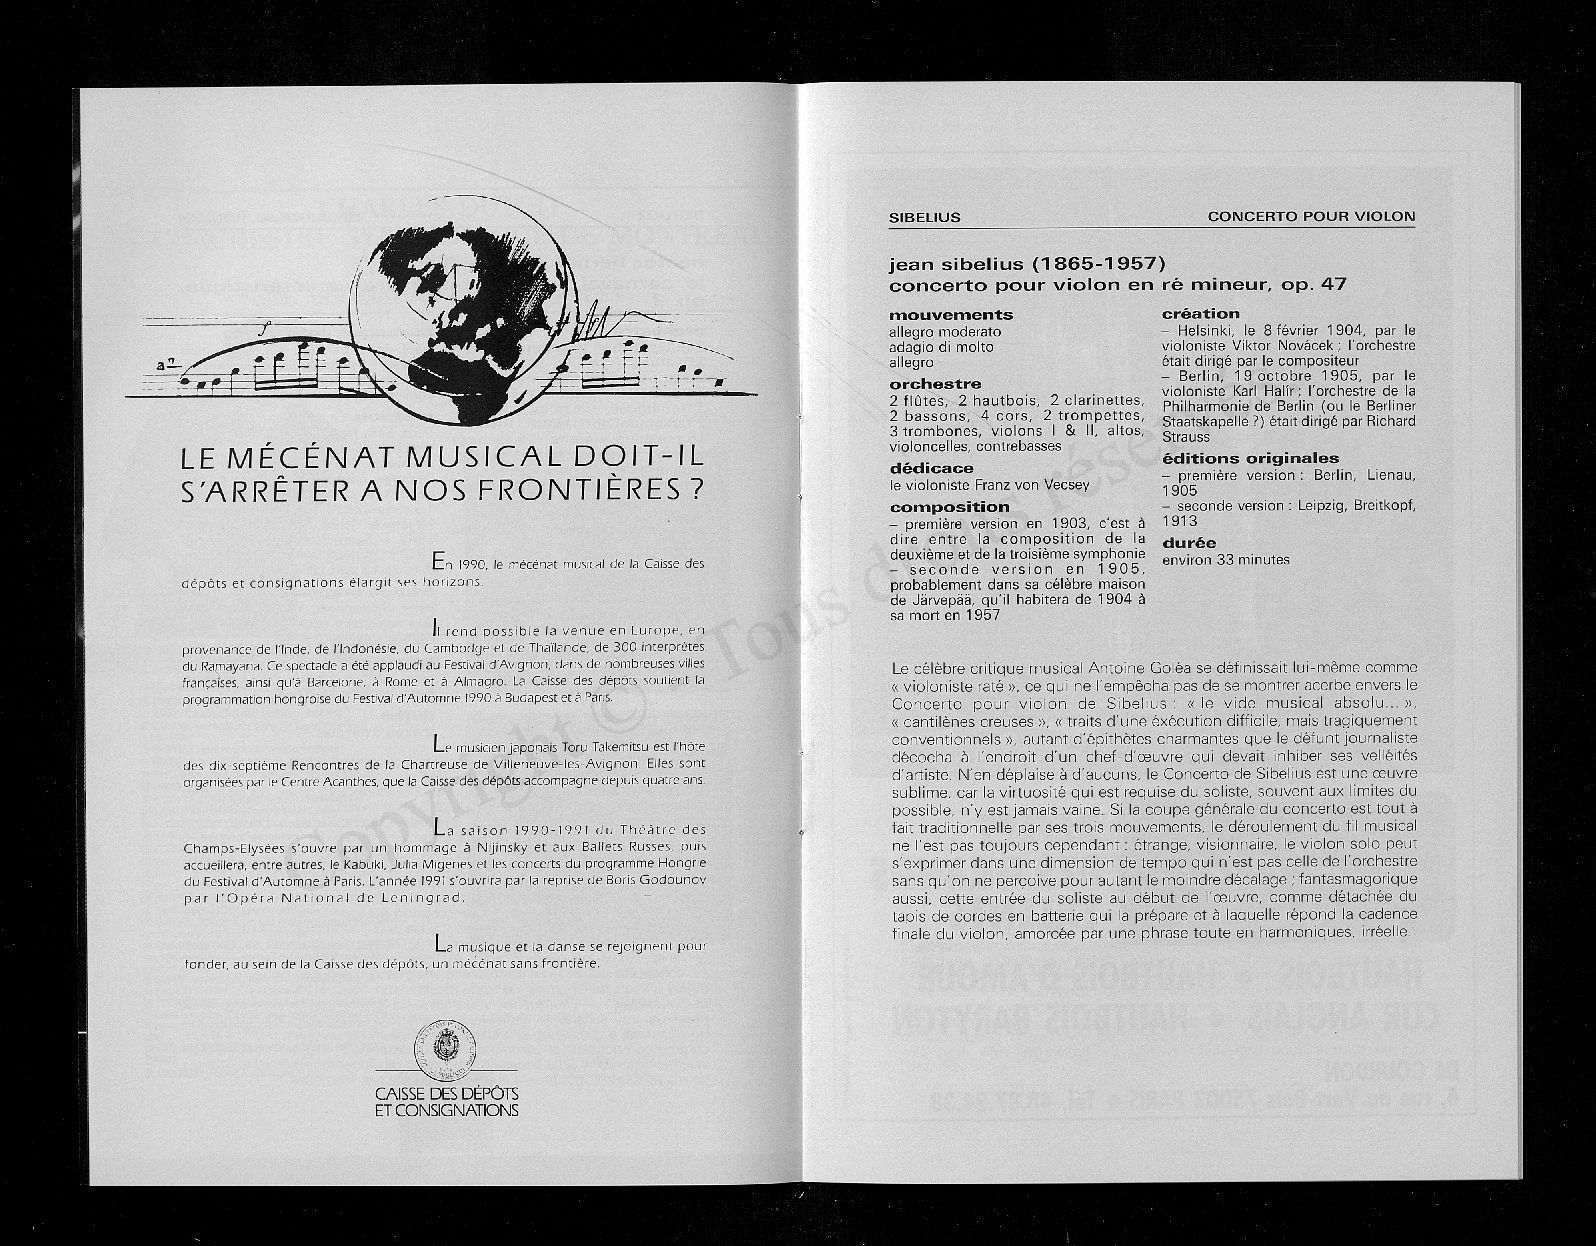 LE MÉCÉNAT MUSICAL DOIT-IL
S'ARRÊTER A NOS FRONTIÈRES ?
En 1990, le mécénat musical de la Caisse des
dépôts et consignations élargit ses horizons.
Il rend possible la venue en Europe, en
provenance de l'Inde, de l'Indonésie, du Cambodge et de Thaïlande, de 300 interprètes
du Ramayana. Ce spectacle a été applaudi au Festival d'Avignon, dans de nombreuses villes
françaises, ainsi qu'à Barcelone, à Rome et à Almagro. La Caisse des dépôts soutient la
programmation hongroise du Festival d'Automne 1990 à Budapest et à Paris.
Le musicien japonais Toru Takemitsu est l'hôte
des dix-septième Rencontres de la Chartreuse de Villeneuve-les-Avignon. Elles sont
organisées par le Centre Acanthes, que la Caisse des dépôts accompagne depuis quatre ans.
La saison 1990-1991 du Théâtre des
Champs-Elysées s'ouvre par un hommage à Nijinsky et aux Ballets Russes, puis
accueillera, entre autres, le Kabuki, Julia Migenes et les concerts du programme Hongrie
du Festival d'Automne à Paris. L'année 1991 s'ouvrira par la reprise de Boris Godounov
par l'Opéra National de Leningrad.
La musique et la danse se rejoignent pour
fonder, au sein de la Caisse des dépôts, un mécénat sans frontière.
CAISSE DES DÉPÔTS
ET CONSIGNATIONS
SIBELIUS CONCERTO POUR VIOLON
jean sibelius (1865-1957)
concerto pour violon en ré mineur, op. 47
mouvements
allegro moderato
adagio di molto
allegro
orchestre
2 flûtes, 2 hautbois, 2 clarinettes,
2 bassons, 4 cors, 2 trompettes,
3 trombones, violons I & II, altos,
violoncelles, contrebasses
dédicace
le violoniste Franz von Vecsey
composition
– première version en 1903, c'est à
dire entre la composition de la
deuxième et de la troisième symphonie
– seconde version en 1905,
probablement dans sa célèbre maison
de Järvepää, qu'il habitera de 1904 à
sa mort en 1957
création
– Helsinki, le 8 février 1904, par le
violoniste Viktor Novácek ; l'orchestre
était dirigé par le compositeur
– Berlin, 19 octobre 1905, par le
violoniste Karl Halír ; l'orchestre de la
Philharmonie de Berlin (ou le Berliner
Staatskapelle ?) était dirigé par Richard
Strauss
éditions originales
– première version : Berlin, Lienau,
1905
– seconde version : Leipzig, Breitkopf,
1913
durée
environ 33 minutes
Le célèbre critique musical Antoine Goléa se définissait lui-même comme
« violoniste raté », ce qui ne l'empêcha pas de se montrer acerbe envers le
Concerto pour violon de Sibelius : « le vide musical absolu... »,
« cantilènes creuses », « traits d'une éxécution difficile, mais tragiquement
conventionnels », autant d'épithètes charmantes que le défunt journaliste
décocha à l'endroit d'un chef d'œuvre qui devait inhiber ses velléités
d'artiste. N'en déplaise à d'aucuns, le Concerto de Sibelius est une œuvre
sublime, car la virtuosité qui est requise du soliste, souvent aux limites du
possible, n'y est jamais vaine. Si la coupe générale du concerto est tout à
fait traditionnelle par ses trois mouvements, le déroulement du fil musical
ne l'est pas toujours cependant : étrange, visionnaire, le violon solo peut
s'exprimer dans une dimension de tempo qui n'est pas celle de l'orchestre
sans qu'on ne perçoive pour autant le moindre décalage ; fantasmagorique
aussi, cette entrée du soliste au début de l'œuvre, comme détachée du
tapis de cordes en batterie qui la prépare et à laquelle répond la cadence
finale du violon, amorcée par une phrase toute en harmoniques, irréelle.
Copyright © Tous droits réservés